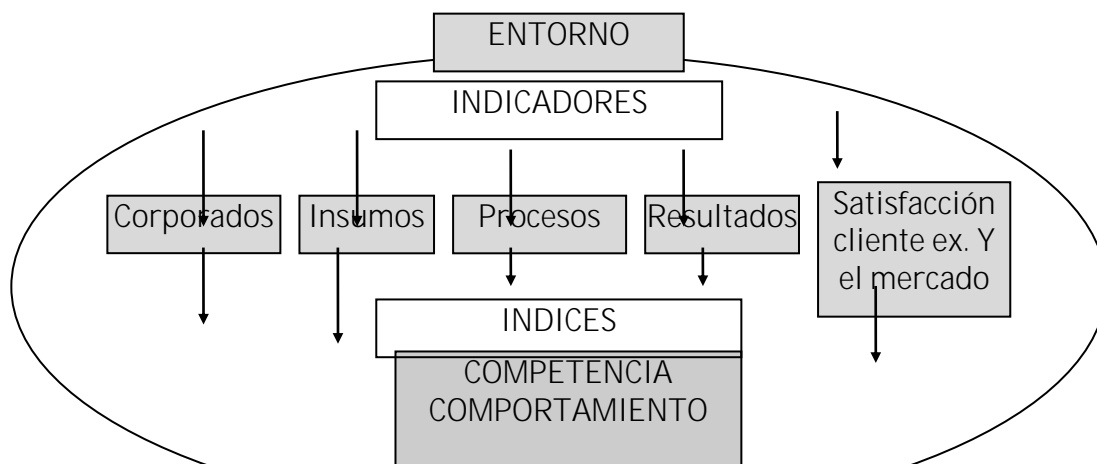 ENTORNO
INDICADORES
Corporados
Insumos
Procesos
Resultados
Satisfacción
cliente ex. Y
el mercado
INDICES
COMPETENCIA
COMPORTAMIENTO